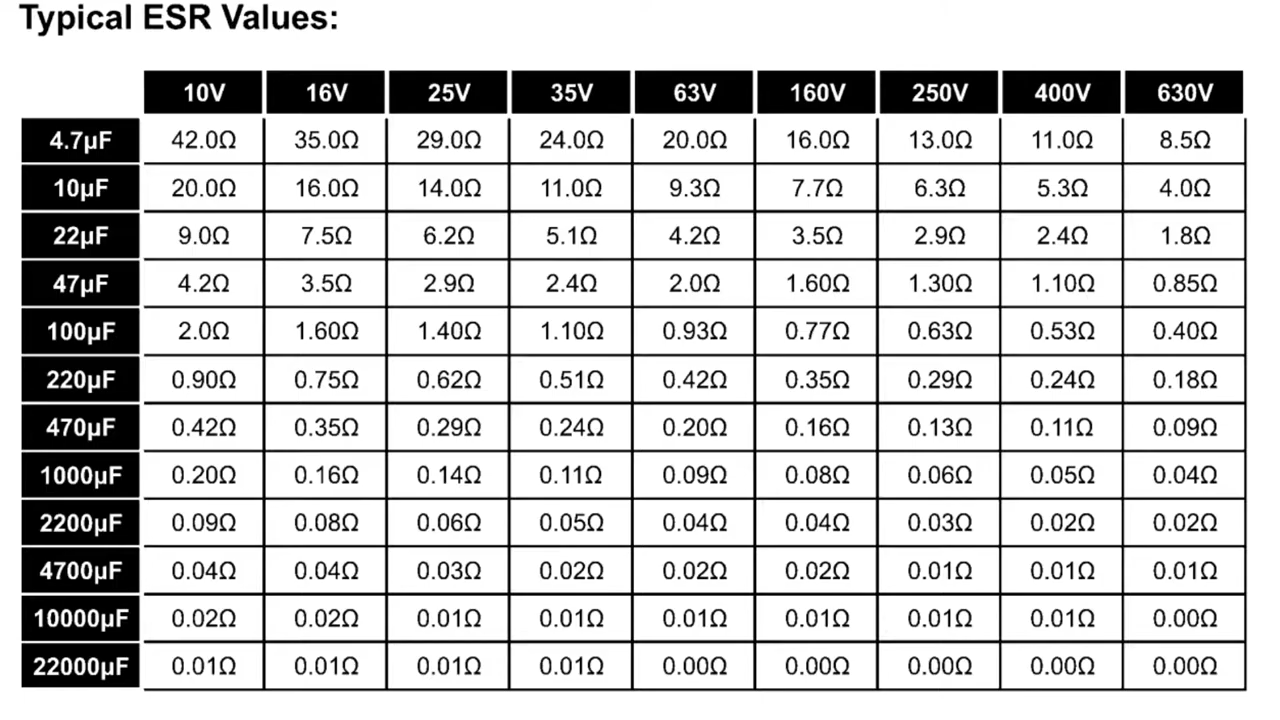 Typical ESR Values:
10V 16V 25V 35V 63V 160V 250V 400V 630V
4.7µF 42.0Ω 35.0Ω 29.0Ω 24.0Ω 20.0Ω 16.0Ω 13.0Ω 11.0Ω 8.5Ω
10µF 20.0Ω 16.0Ω 14.0Ω 11.0Ω 9.3Ω 7.7Ω 6.3Ω 5.3Ω 4.0Ω
22µF 9.0Ω 7.5Ω 6.2Ω 5.1Ω 4.2Ω 3.5Ω 2.9Ω 2.4Ω 1.8Ω
47µF 4.2Ω 3.5Ω 2.9Ω 2.4Ω 2.0Ω 1.60Ω 1.30Ω 1.10Ω 0.85Ω
100µF 2.0Ω 1.60Ω 1.40Ω 1.10Ω 0.93Ω 0.77Ω 0.63Ω 0.53Ω 0.40Ω
220µF 0.90Ω 0.75Ω 0.62Ω 0.51Ω 0.42Ω 0.35Ω 0.29Ω 0.24Ω 0.18Ω
470µF 0.42Ω 0.35Ω 0.29Ω 0.24Ω 0.20Ω 0.16Ω 0.13Ω 0.11Ω 0.09Ω
1000µF 0.20Ω 0.16Ω 0.14Ω 0.11Ω 0.09Ω 0.08Ω 0.06Ω 0.05Ω 0.04Ω
2200µF 0.09Ω 0.08Ω 0.06Ω 0.05Ω 0.04Ω 0.04Ω 0.03Ω 0.02Ω 0.02Ω
4700µF 0.04Ω 0.04Ω 0.03Ω 0.02Ω 0.02Ω 0.02Ω 0.01Ω 0.01Ω 0.01Ω
10000µF 0.02Ω 0.02Ω 0.01Ω 0.01Ω 0.01Ω 0.01Ω 0.01Ω 0.01Ω 0.00Ω
22000µF 0.01Ω 0.01Ω 0.01Ω 0.01Ω 0.00Ω 0.00Ω 0.00Ω 0.00Ω 0.00Ω